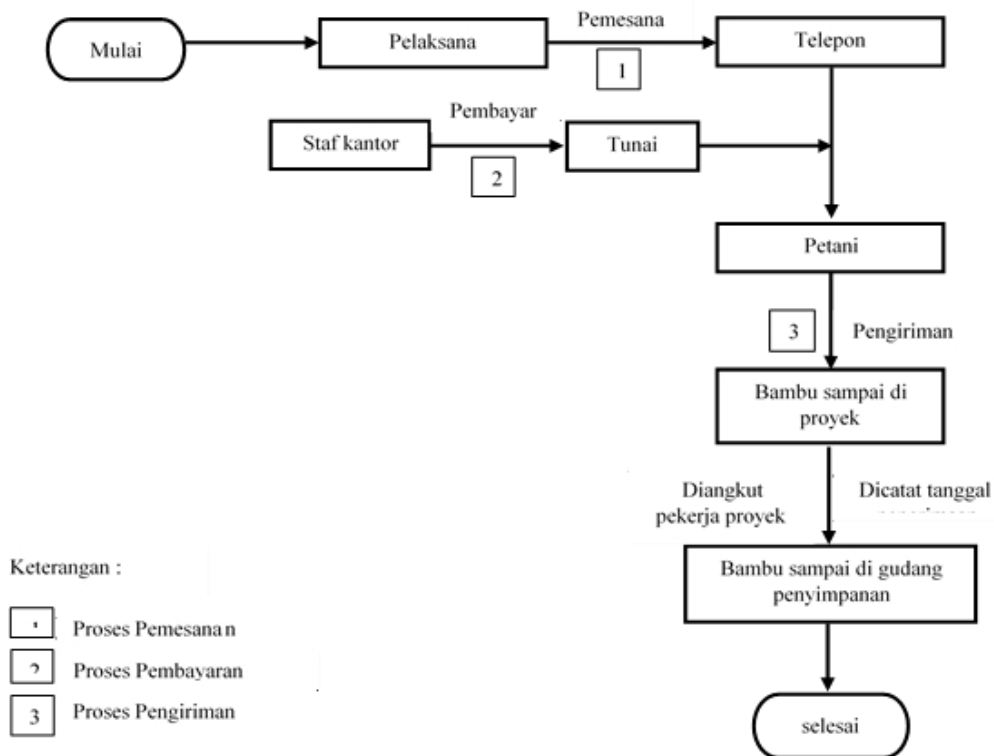 Mulai
Pelaksana
Pemesana
1
Telepon
Staf kantor
Pembayar
2
Tunai
Petani
3
Pengiriman
Bambu sampai di
proyek
Diangkut
pekerja proyek
Dicatat tanggal
Bambu sampai di gudang
penyimpanan
selesai
Keterangan :
Proses Pemesanan
Proses Pembayaran
3 Proses Pengiriman